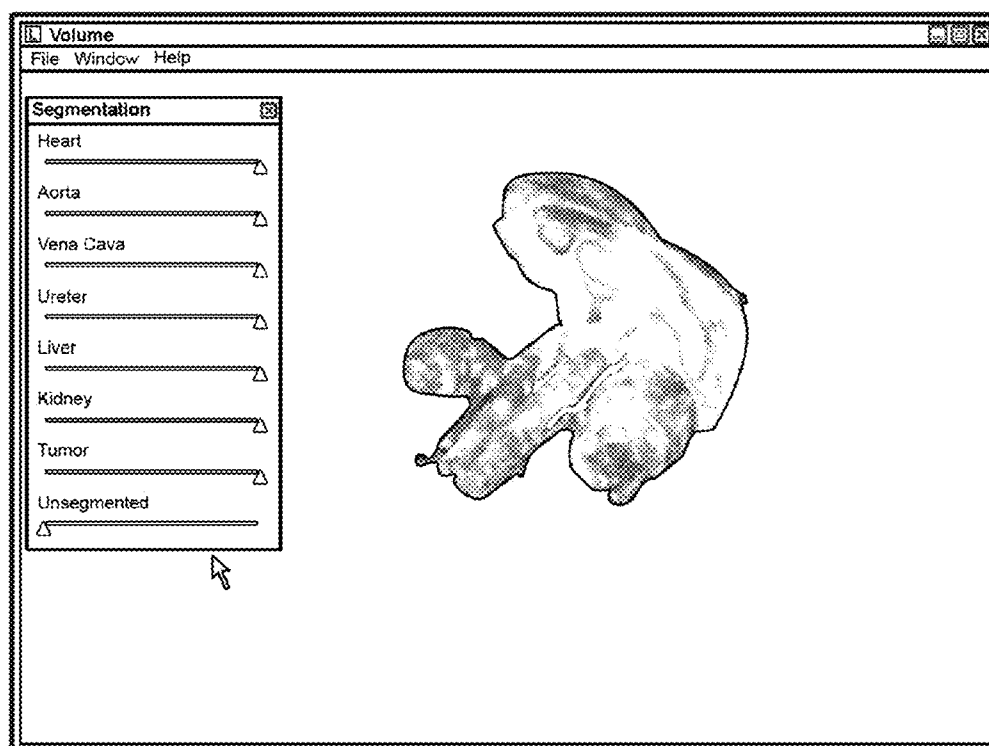 Volume
File Window Help
Segmentation
Heart
Aorta
Vena Cava
Ureter
Liver
Kidney
Tumor
Unsegmented